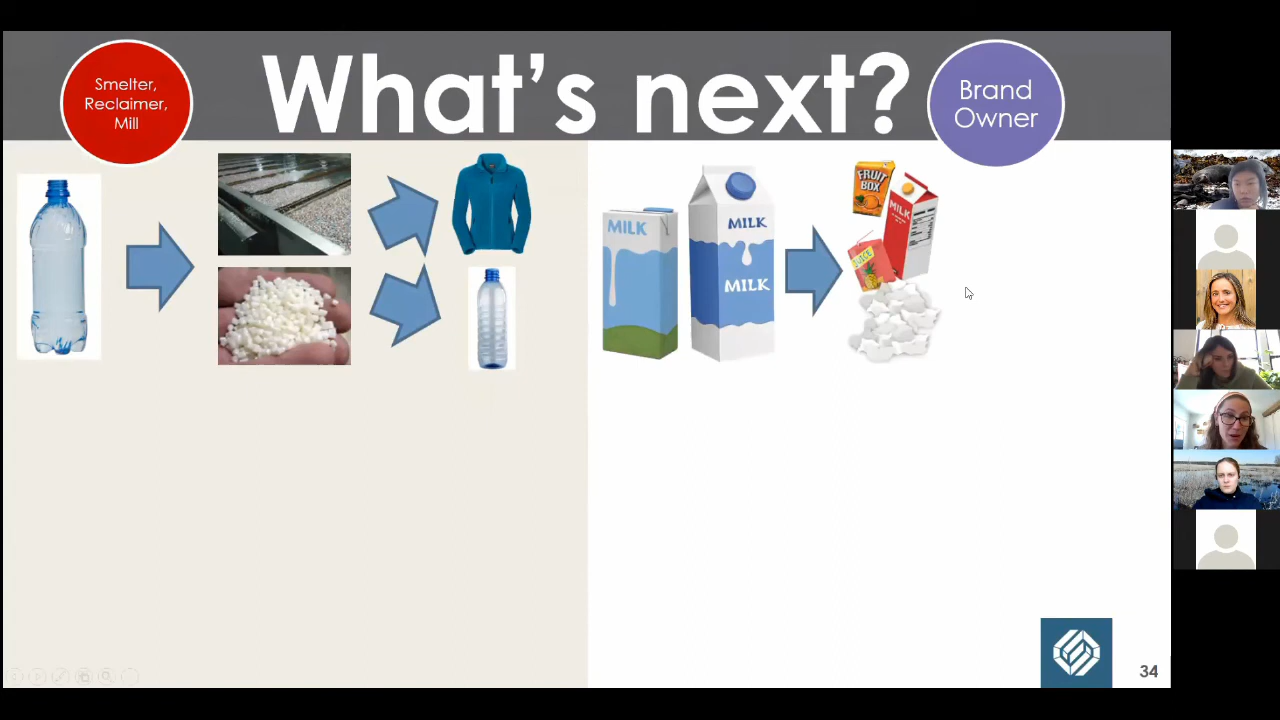 Smelter,
Reclaimer,
Mill
What's next?
Brand
Owner
MILK
MILK
MILK
FRUIT
BOX
MILK
JUICE
34